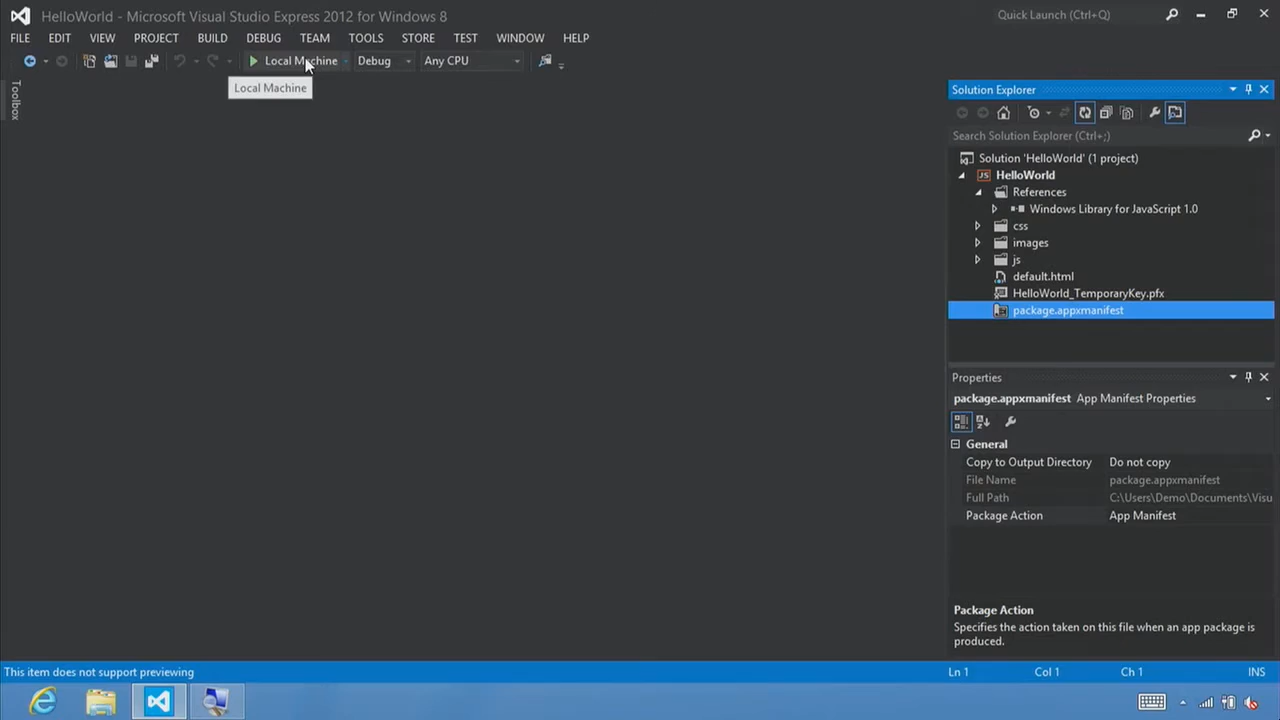 HelloWorld - Microsoft Visual Studio Express 2012 for Windows 8
Quick Launch (Ctrl+Q)
FILE EDIT VIEW PROJECT BUILD DEBUG TEAM TOOLS STORE TEST WINDOW HELP
Local Machine Debug Any CPU
Local Machine
Toolbox
Solution Explorer
Search Solution Explorer (Ctrl+;)
Solution 'HelloWorld' (1 project)
JS HelloWorld
References
Windows Library for JavaScript 1.0
css
images
js
default.html
HelloWorld_TemporaryKey.pfx
package.appxmanifest
Properties
package.appxmanifest App Manifest Properties
General
Copy to Output Directory Do not copy
File Name package.appxmanifest
Full Path C:\Users\Demo\Documents\Visu
Package Action App Manifest
Package Action
Specifies the action taken on this file when an app package is
produced.
This item does not support previewing Ln 1 Col 1 Ch 1 INS